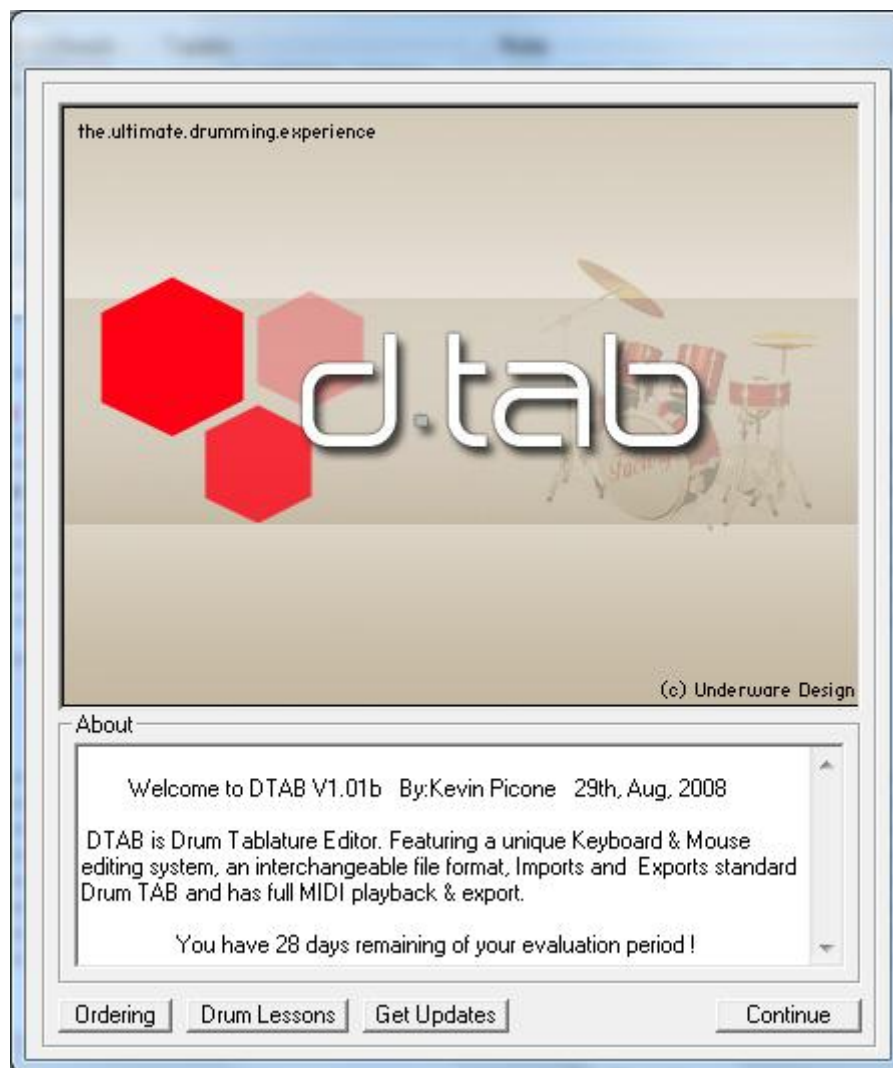 the.ultimate.drumming.experience
d.tab
Factory
(c) Underware Design
About
Welcome to DTAB V1.01b By:Kevin Picone 29th, Aug, 2008
DTAB is Drum Tablature Editor. Featuring a unique Keyboard & Mouse
editing system, an interchangeable file format, Imports and Exports standard
Drum TAB and has full MIDI playback & export.
You have 28 days remaining of your evaluation period !
Ordering Drum Lessons Get Updates Continue